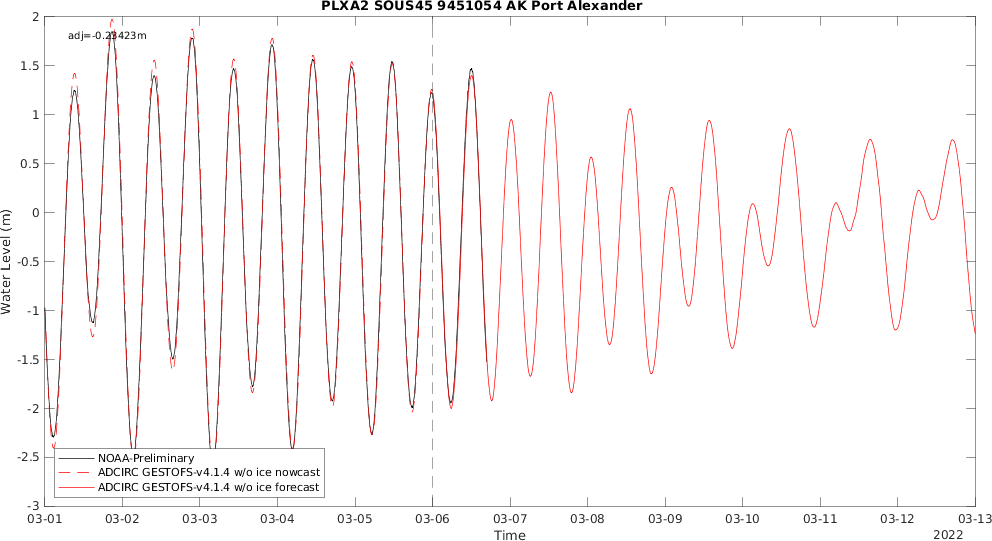 PLXA2 SOUS45 9451054 AK Port Alexander
adj=-0.23423m
2
1.5
1
0.5
0
-0.5
-1
-1.5
-2
-2.5
-3
Water Level (m)
NOAA-Preliminary
ADCIRC GESTOFS-v4.1.4 w/o ice nowcast
ADCIRC GESTOFS-v4.1.4 w/o ice forecast
03-01 03-02 03-03 03-04 03-05 03-06 03-07 03-08 03-09 03-10 03-11 03-12 03-13
Time
2022